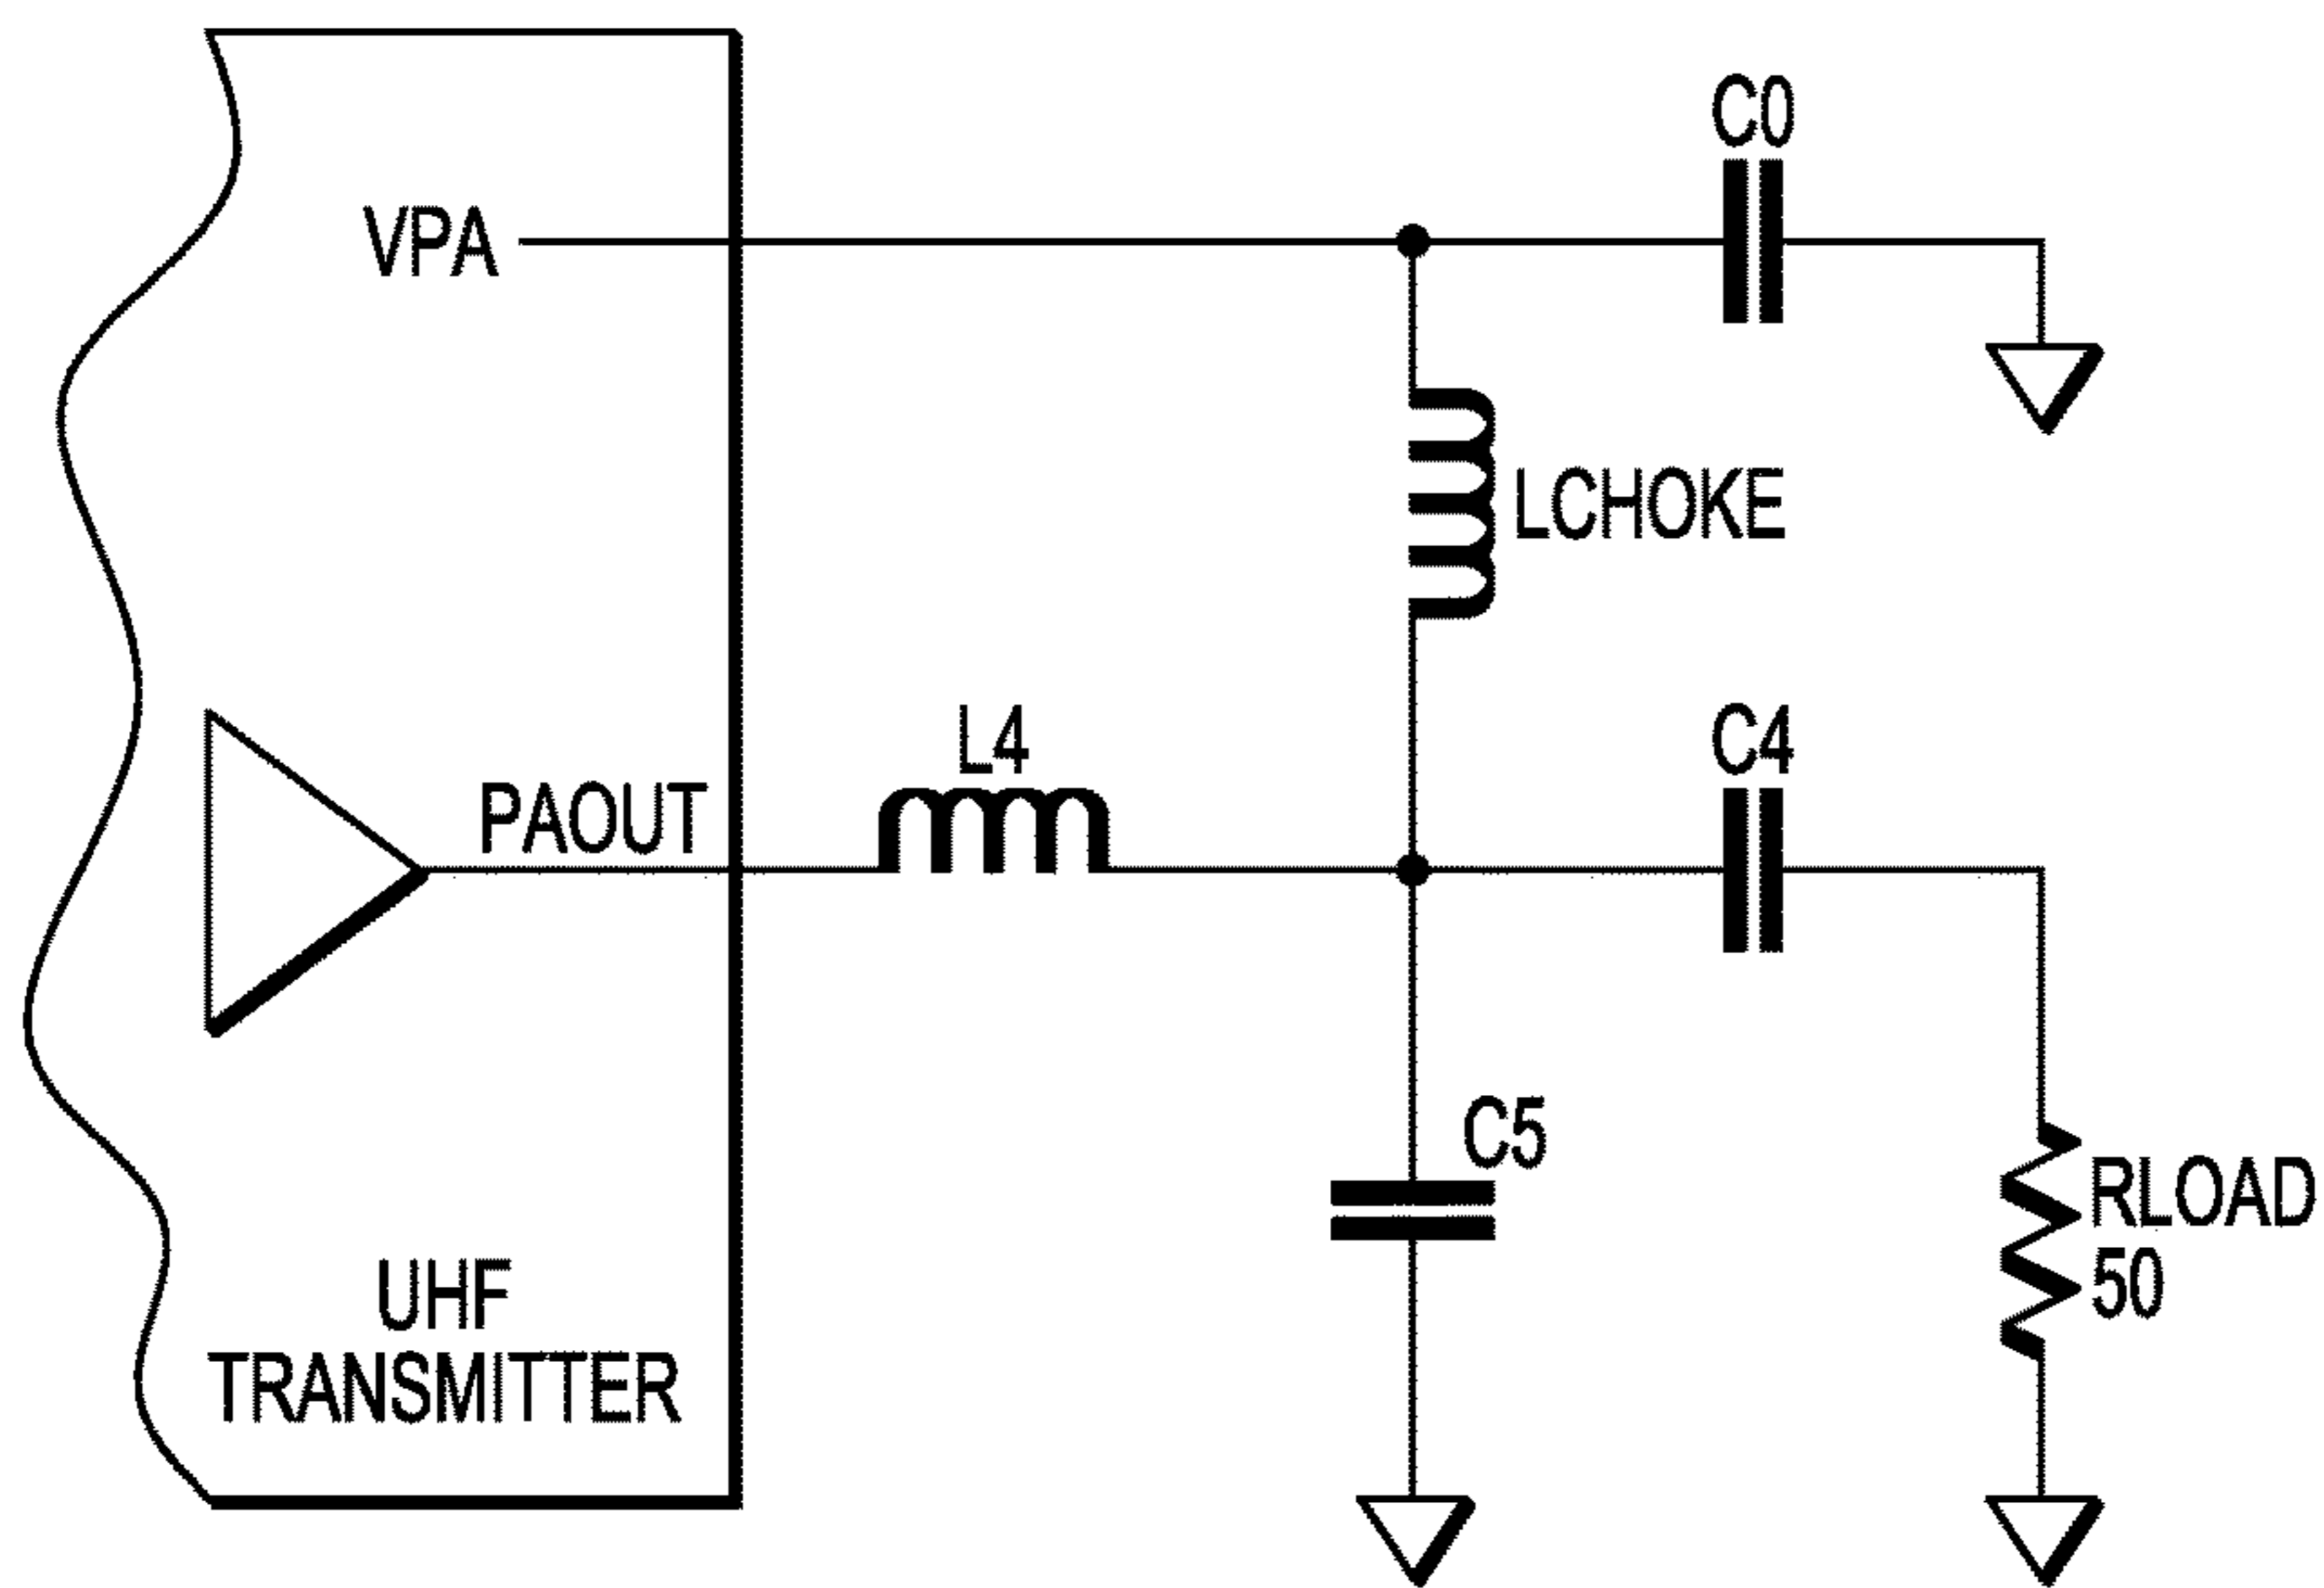 C0
VPA
LCHOKE
L4
C4
PAOUT
C5
RLOAD
50
UHF
TRANSMITTER